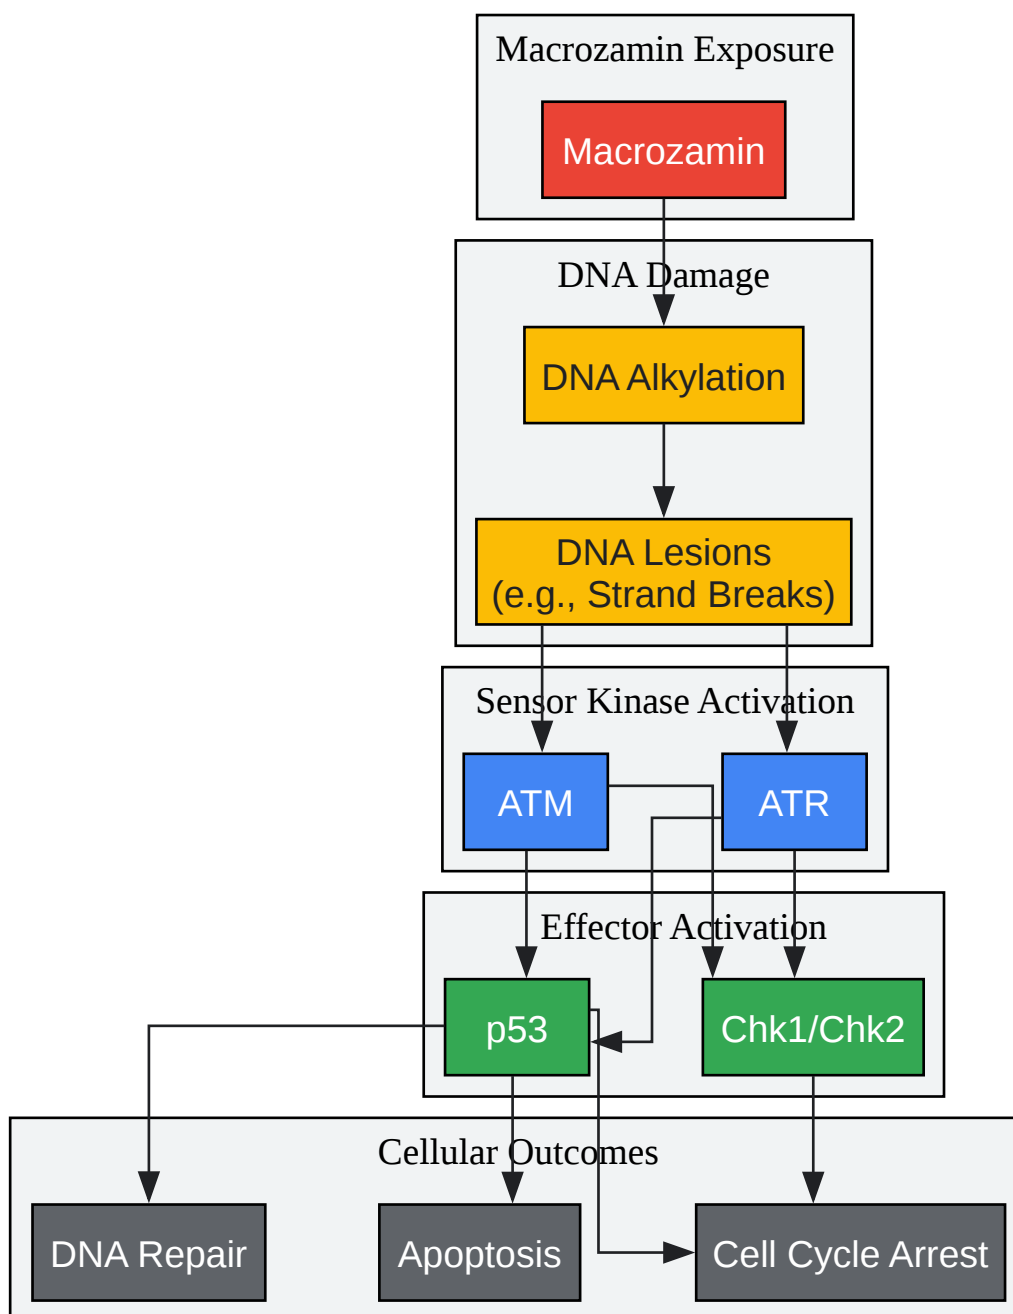 Macrozamin Exposure
Macrozamin
DNA Damage
DNA Alkylation
DNA Lesions
(e.g., Strand Breaks)
Sensor Kinase Activation
ATM
ATR
Effector Activation
p53
Chk1/Chk2
Cellular Outcomes
DNA Repair
Apoptosis
Cell Cycle Arrest